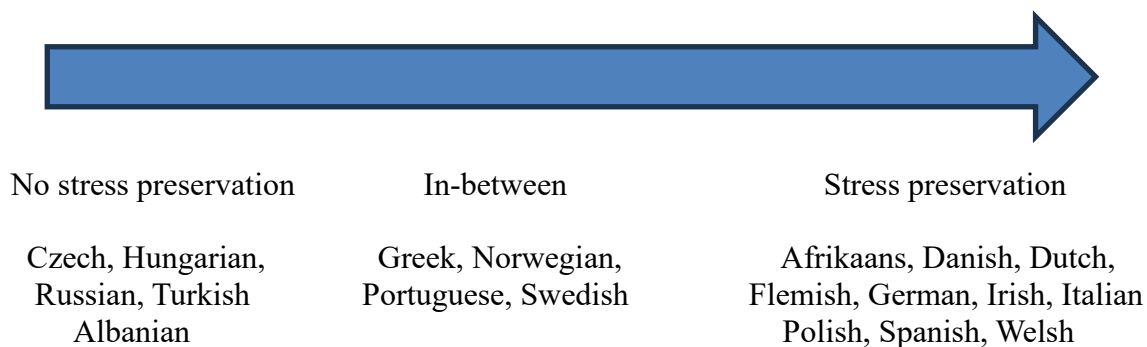 No stress preservation
In-between
Stress preservation
Czech, Hungarian,
Russian, Turkish
Albanian
Greek, Norwegian,
Portuguese, Swedish
Afrikaans, Danish, Dutch,
Flemish, German, Irish, Italian
Polish, Spanish, Welsh